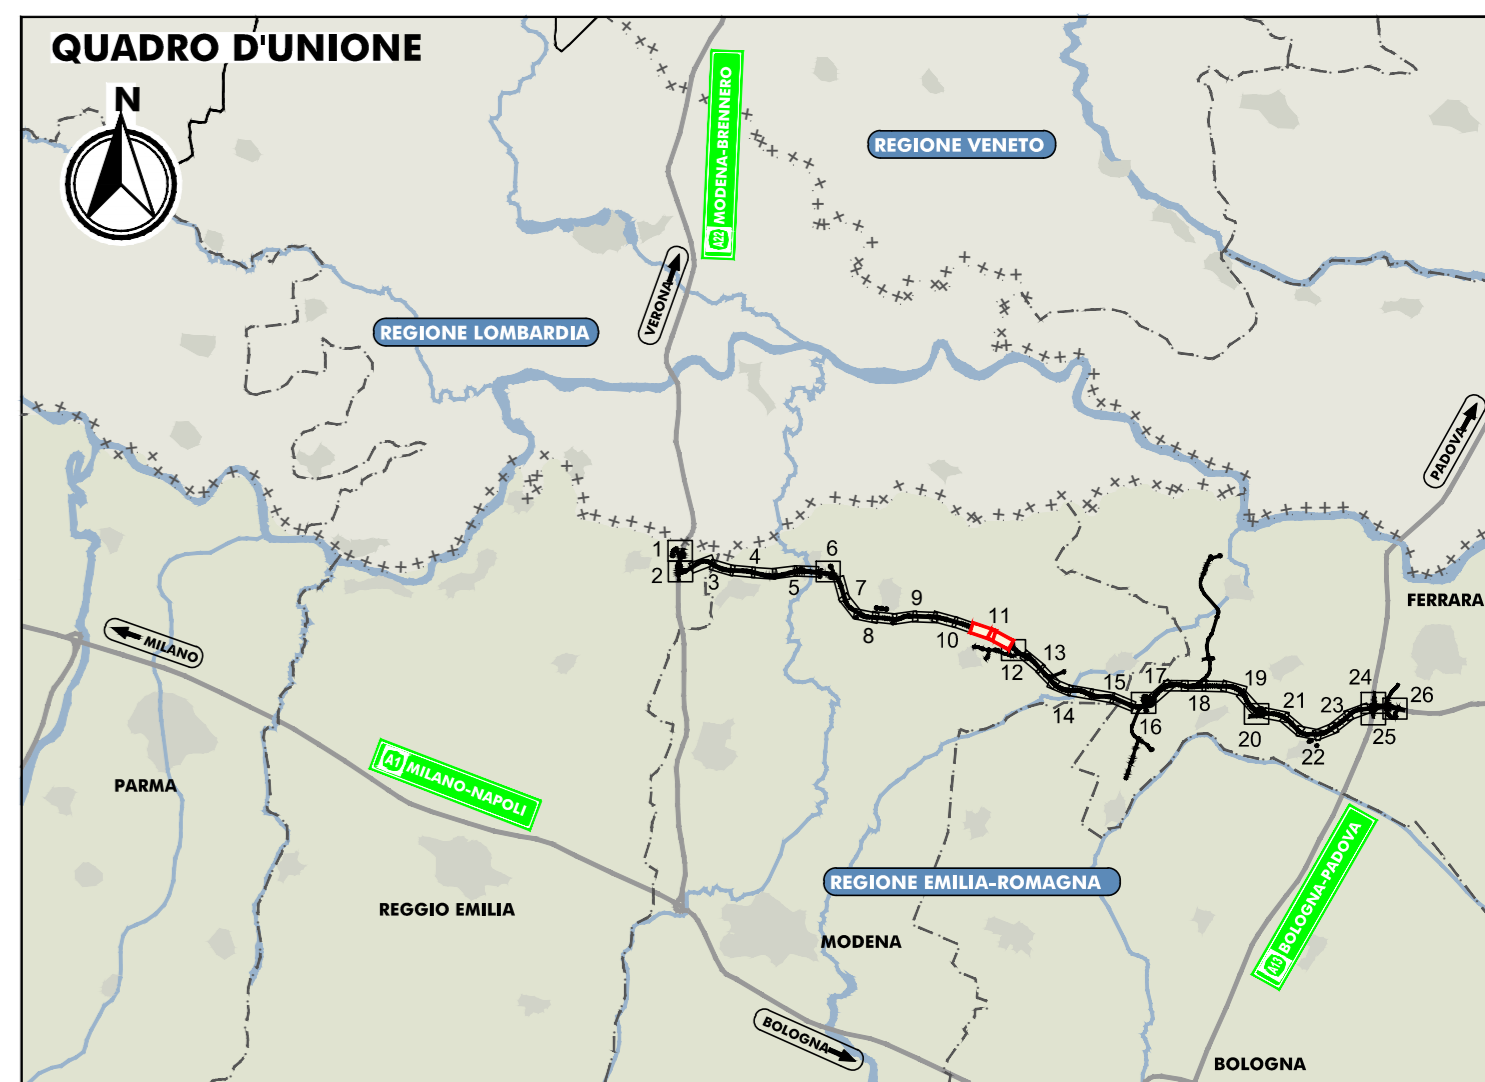 QUADRO D'UNIONE
N
A22 MODENA-BRENNERO
REGIONE VENETO
VERONA
REGIONE LOMBARDIA
PADOVA
1
2
3
4
5
6
7
8
9
10
11
12
13
14
15
16
17
18
19
20
21
22
23
24
25
26
FERRARA
MILANO
PARMA
A1 MILANO-NAPOLI
REGGIO EMILIA
REGIONE EMILIA-ROMAGNA
MODENA
A13 BOLOGNA-PADOVA
BOLOGNA
BOLOGNA